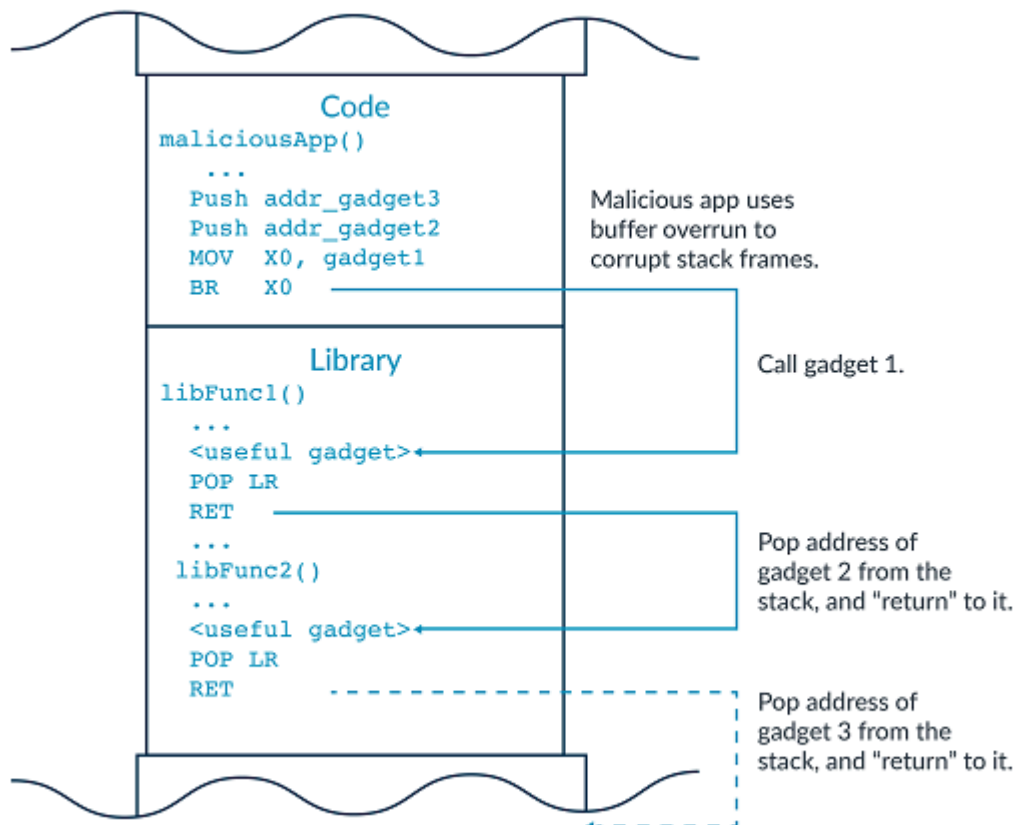 Code
maliciousApp()
...
Push addr_gadget3
Push addr_gadget2
MOV X0, gadget1
BR X0
Malicious app uses
buffer overrun to
corrupt stack frames.
Call gadget 1.
Library
libFunc1()
...
<useful gadget>
POP LR
RET
...
Pop address of
gadget 2 from the
stack, and “return” to it.
libFunc2()
...
<useful gadget>
POP LR
RET
Pop address of
gadget 3 from the
stack, and “return” to it.